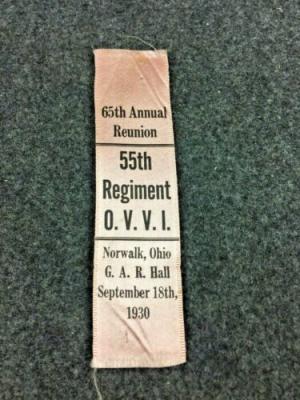 65th Annual
Reunion
55th
Regiment
O. V. V. I.
Norwalk, Ohio
G. A. R. Hall
September 18th,
1930